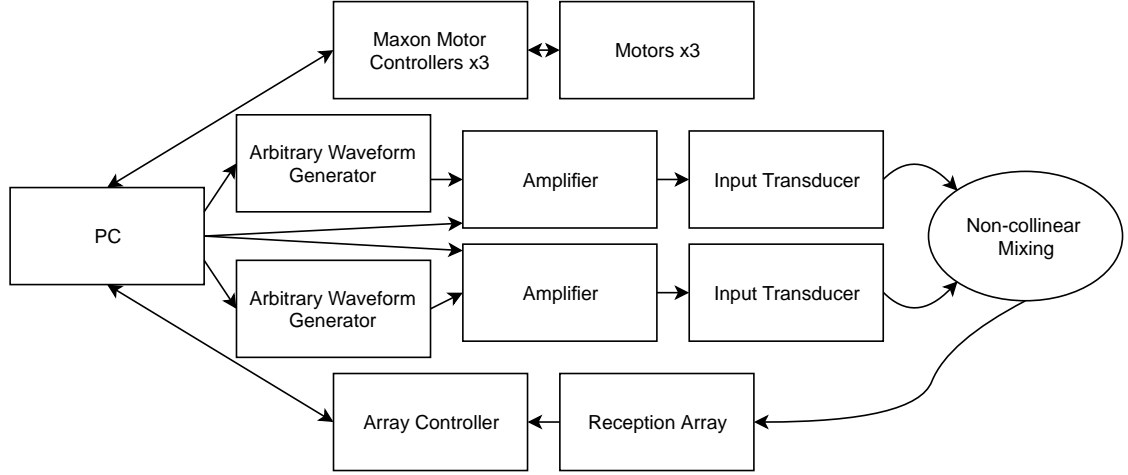 Maxon Motor
Controllers x3
Motors x3
Arbitrary Waveform
Generator
Amplifier
Input Transducer
PC
Non-collinear
Mixing
Arbitrary Waveform
Generator
Amplifier
Input Transducer
Array Controller
Reception Array